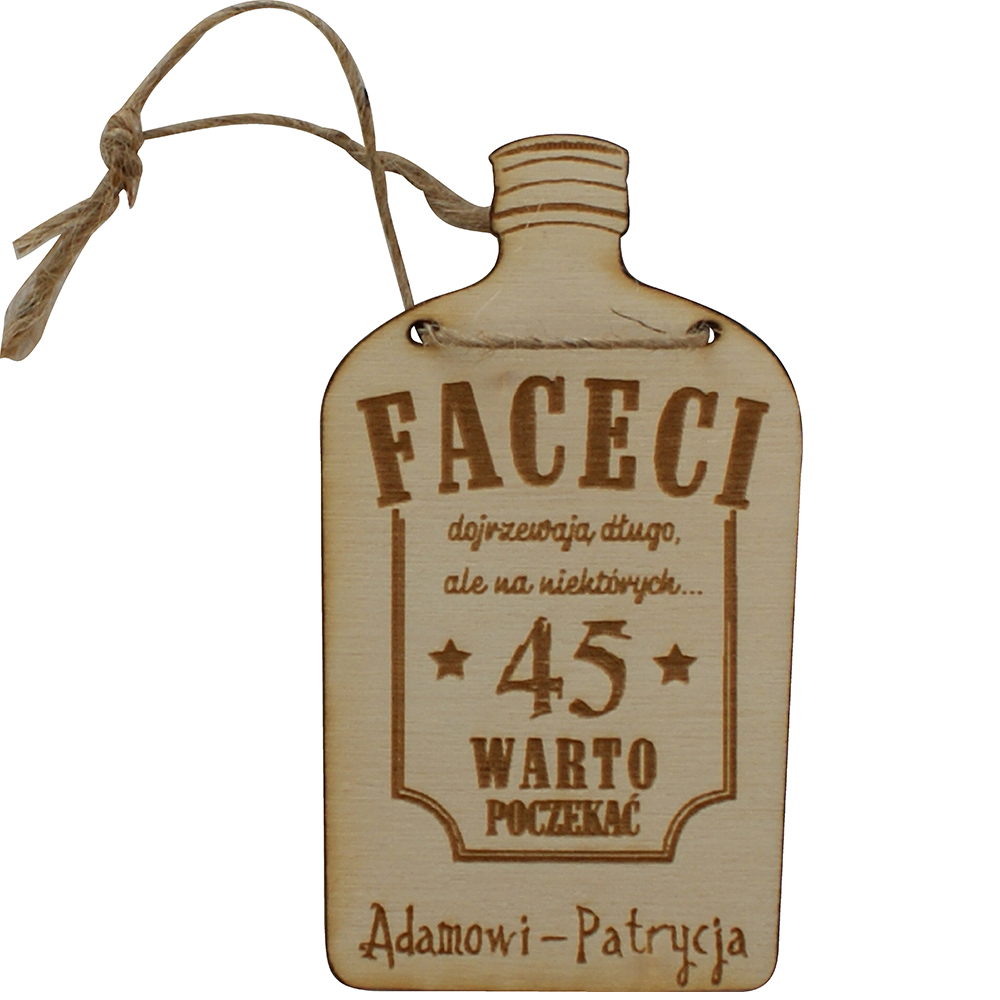 FACECI
dojrzewają długo,
ale na niektórych...
45
WARTO
POCZEKAĆ
Adamowi - Patrycja